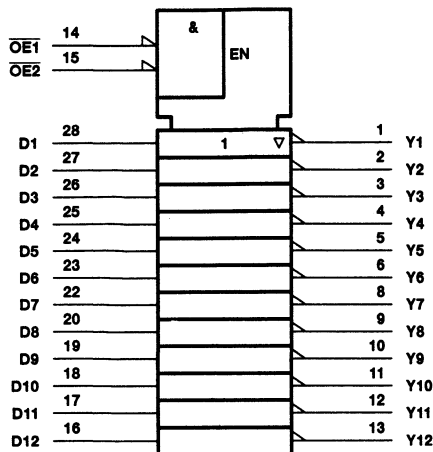 &
14
OE1
EN
15
OE2
28 1
D1 1 ▽ Y1
27 2
D2 Y2
26 3
D3 Y3
25 4
D4 Y4
24 5
D5 Y5
23 6
D6 Y6
22 8
D7 Y7
20 9
D8 Y8
19 10
D9 Y9
18 11
D10 Y10
17 12
D11 Y11
16 13
D12 Y12